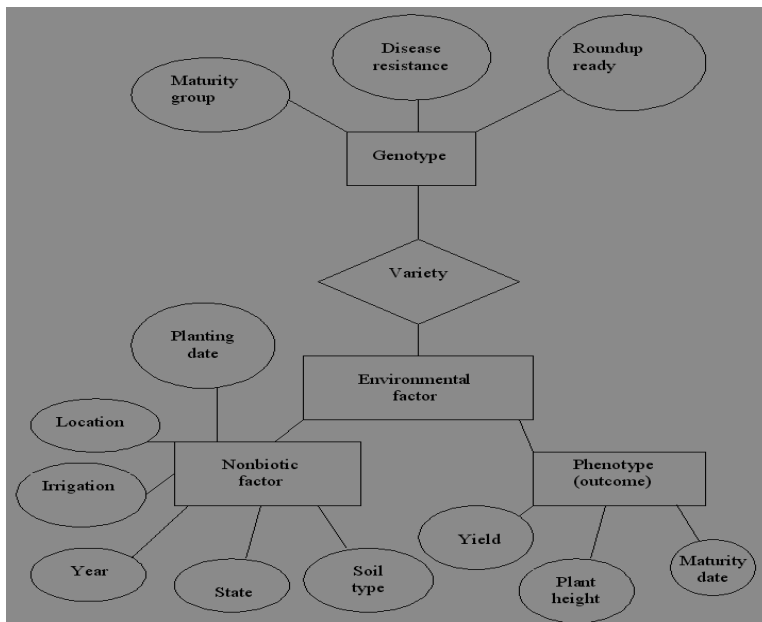 Disease
resistance
Roundup
ready
Maturity
group
Genotype
Variety
Planting
date
Environmental
factor
Location
Nonbiotic
factor
Phenotype
(outcome)
Irrigation
Yield
Year
State
Soil
type
Plant
height
Maturity
date